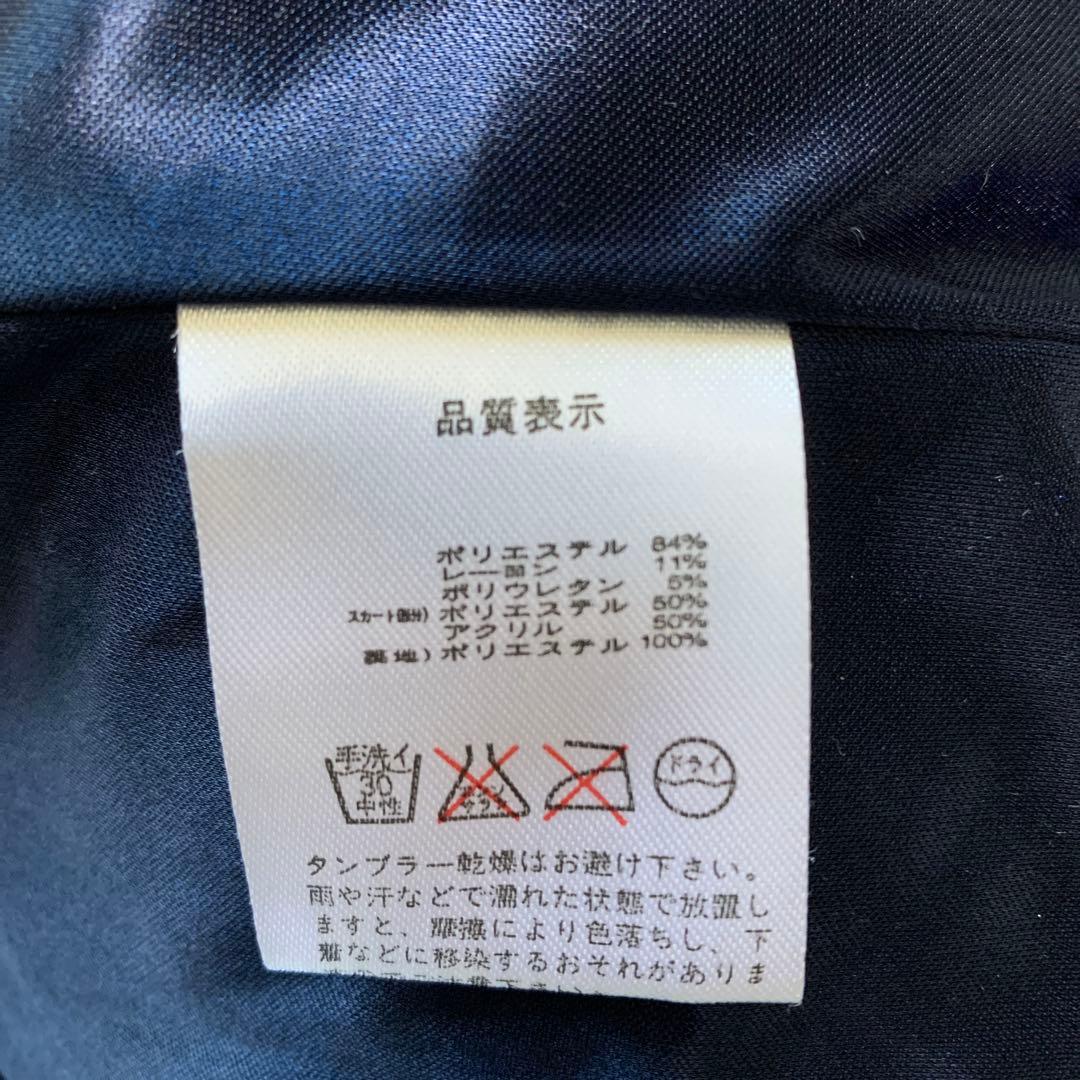 品質表示
ポリエステル 84%
レーヨン 11%
ポリウレタン 5%
スカート部分) ポリエステル 50%
アクリル 50%
裏地) ポリエステル 100%
手洗イ 30 中性
エンソ サラシ
ドライ
タンブラー乾燥はお避け下さい。
雨や汗などで濡れた状態で放置し
ますと、摩擦により色落ちし、下
着などに移染するおそれがありま